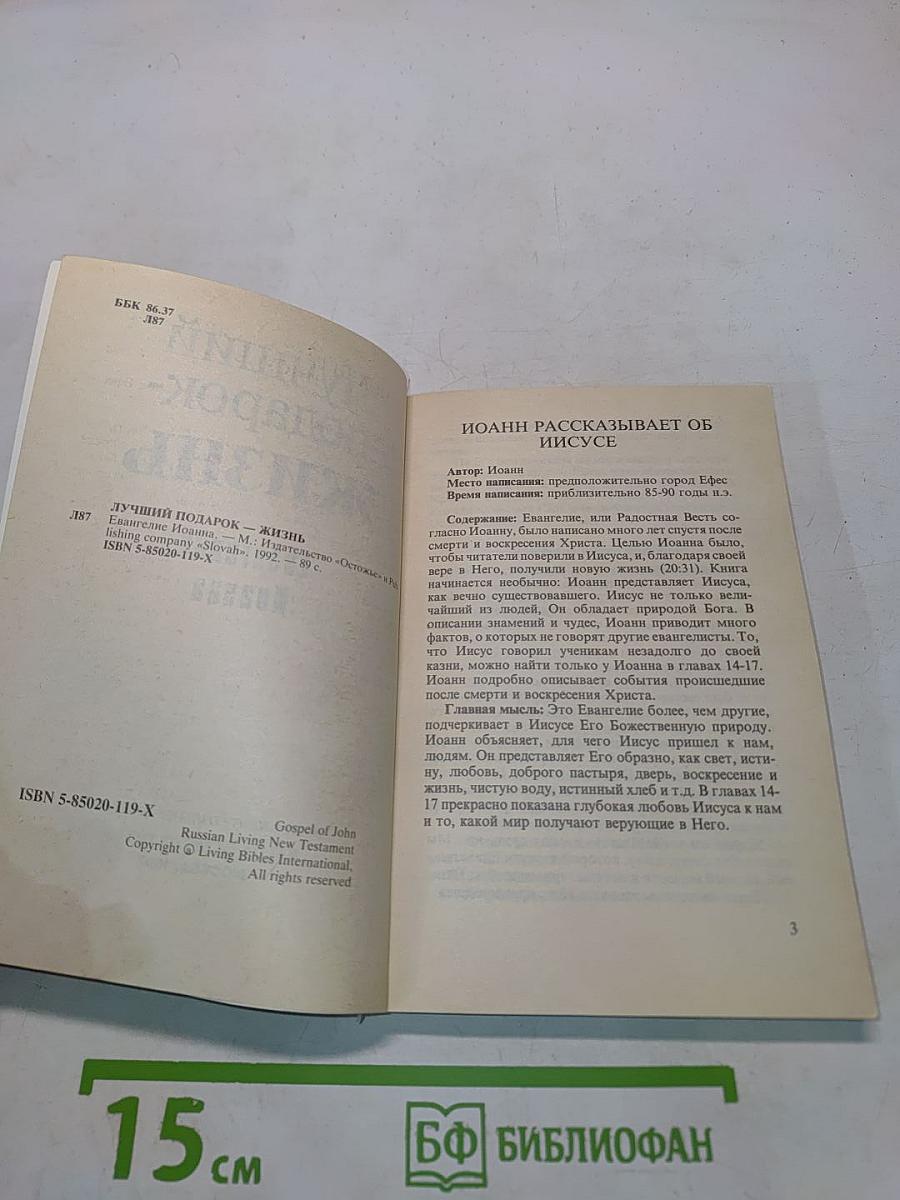 ББК 86.37
Л87
ЛУЧШИЙ ПОДАРОК — ЖИЗНЬ
Л87 Евангелие Иоанна. — М.: Издательство «Остожье» и Pub
lishing company «Slovah». 1992. — 89 с.
ISBN 5-85020-119-X
ISBN 5-85020-119-X
Gospel of John
Russian Living New Testament
Copyright © Living Bibles International,
All rights reserved
ИОАНН РАССКАЗЫВАЕТ ОБ
ИИСУСЕ
Автор: Иоанн
Место написания: предположительно город Ефес
Время написания: приблизительно 85-90 годы н.э.
Содержание: Евангелие, или Радостная Весть со-
гласно Иоанну, было написано много лет спустя после
смерти и воскресения Христа. Целью Иоанна было,
чтобы читатели поверили в Иисуса, и, благодаря своей
вере в Него, получили новую жизнь (20:31). Книга
начинается необычно: Иоанн представляет Иисуса,
как вечно существовавшего. Иисус не только вели-
чайший из людей, Он обладает природой Бога. В
описании знамений и чудес, Иоанн приводит много
фактов, о которых не говорят другие евангелисты. То,
что Иисус говорил ученикам незадолго до своей
казни, можно найти только у Иоанна в главах 14-17.
Иоанн подробно описывает события происшедшие
после смерти и воскресения Христа.
Главная мысль: Это Евангелие более, чем другие,
подчеркивает в Иисусе Его Божественную природу.
Иоанн объясняет, для чего Иисус пришел к нам,
людям. Он представляет Его образно, как свет, исти-
ну, любовь, доброго пастыря, дверь, воскресение и
жизнь, чистую воду, истинный хлеб и т.д. В главах 14-
17 прекрасно показана глубокая любовь Иисуса к нам
и то, какой мир получают верующие в Него.
3
15 см
БФ БИБЛИОФАН